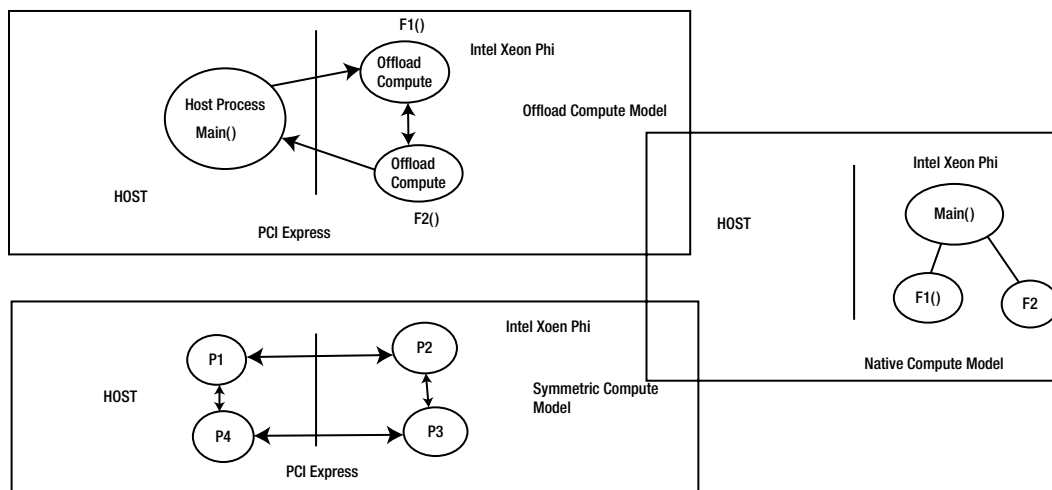 F1()
Intel Xeon Phi
Offload
Compute
Host Process
Main()
Offload Compute Model
Offload
Compute
HOST
F2()
PCI Express
Intel Xeon Phi
HOST
Main()
F1()
F2
Native Compute Model
Intel Xoen Phi
P1
P2
HOST
Symmetric Compute
Model
P4
P3
PCI Express